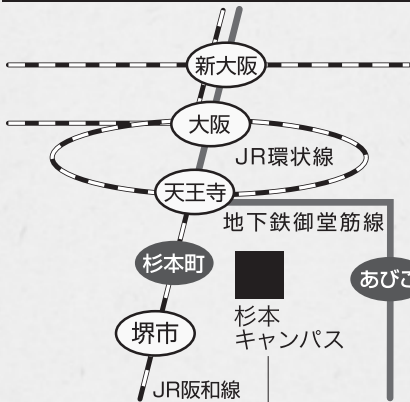 新大阪
大阪
JR環状線
天王寺
地下鉄御堂筋線
杉本町
あびこ
杉本
キャンパス
堺市
JR阪和線